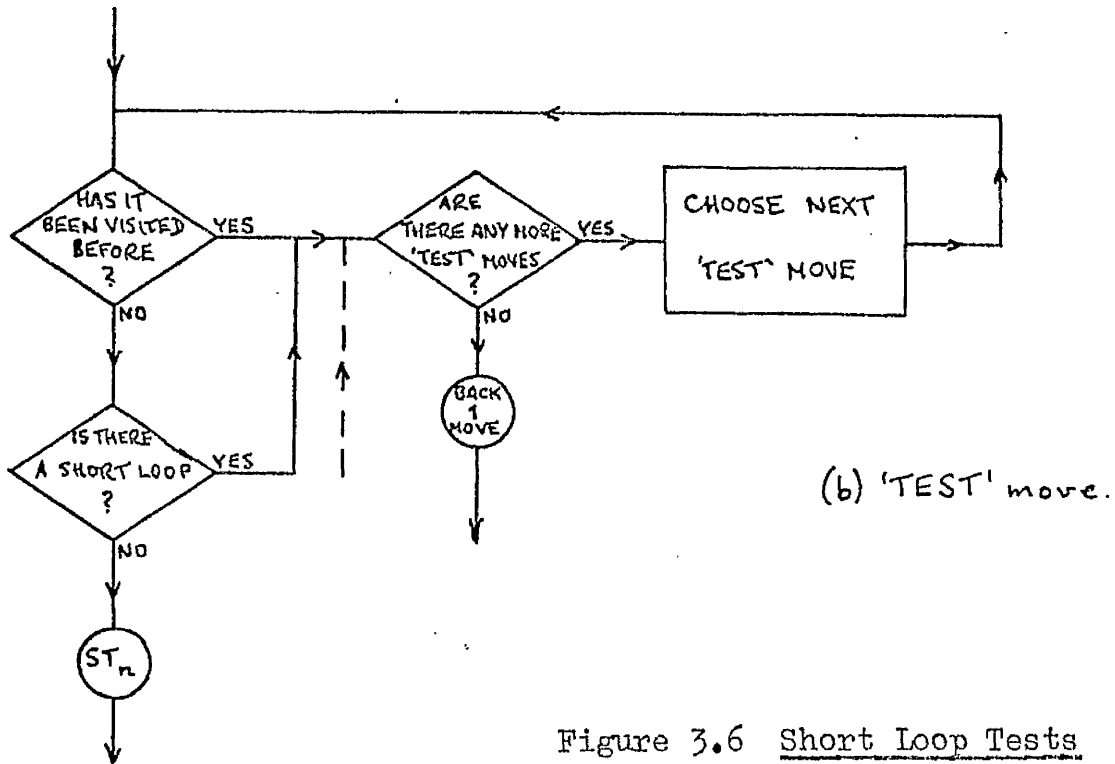 HAS IT
BEEN VISITED
BEFORE
?
YES
NO
ARE
THERE ANY MORE
'TEST' MOVES
?
YES
NO
CHOOSE NEXT
'TEST' MOVE
BACK
1
MOVE
IS THERE
A SHORT LOOP
?
YES
NO
STn
(b) 'TEST' move.
Figure 3.6 Short Loop Tests